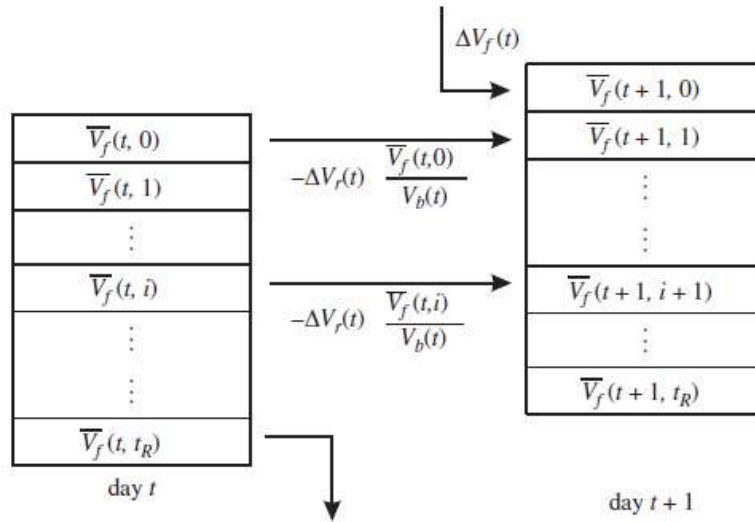 ΔV_f(t)
V̅_f(t + 1, 0)
V̅_f(t, 0)
V̅_f(t + 1, 1)
−ΔV_r(t) V̅_f(t,0) / V_b(t)
V̅_f(t, 1)
⋮
⋮
⋮
V̅_f(t, i)
V̅_f(t + 1, i + 1)
−ΔV_r(t) V̅_f(t,i) / V_b(t)
⋮
⋮
⋮
V̅_f(t + 1, t_R)
V̅_f(t, t_R)
day t
day t + 1